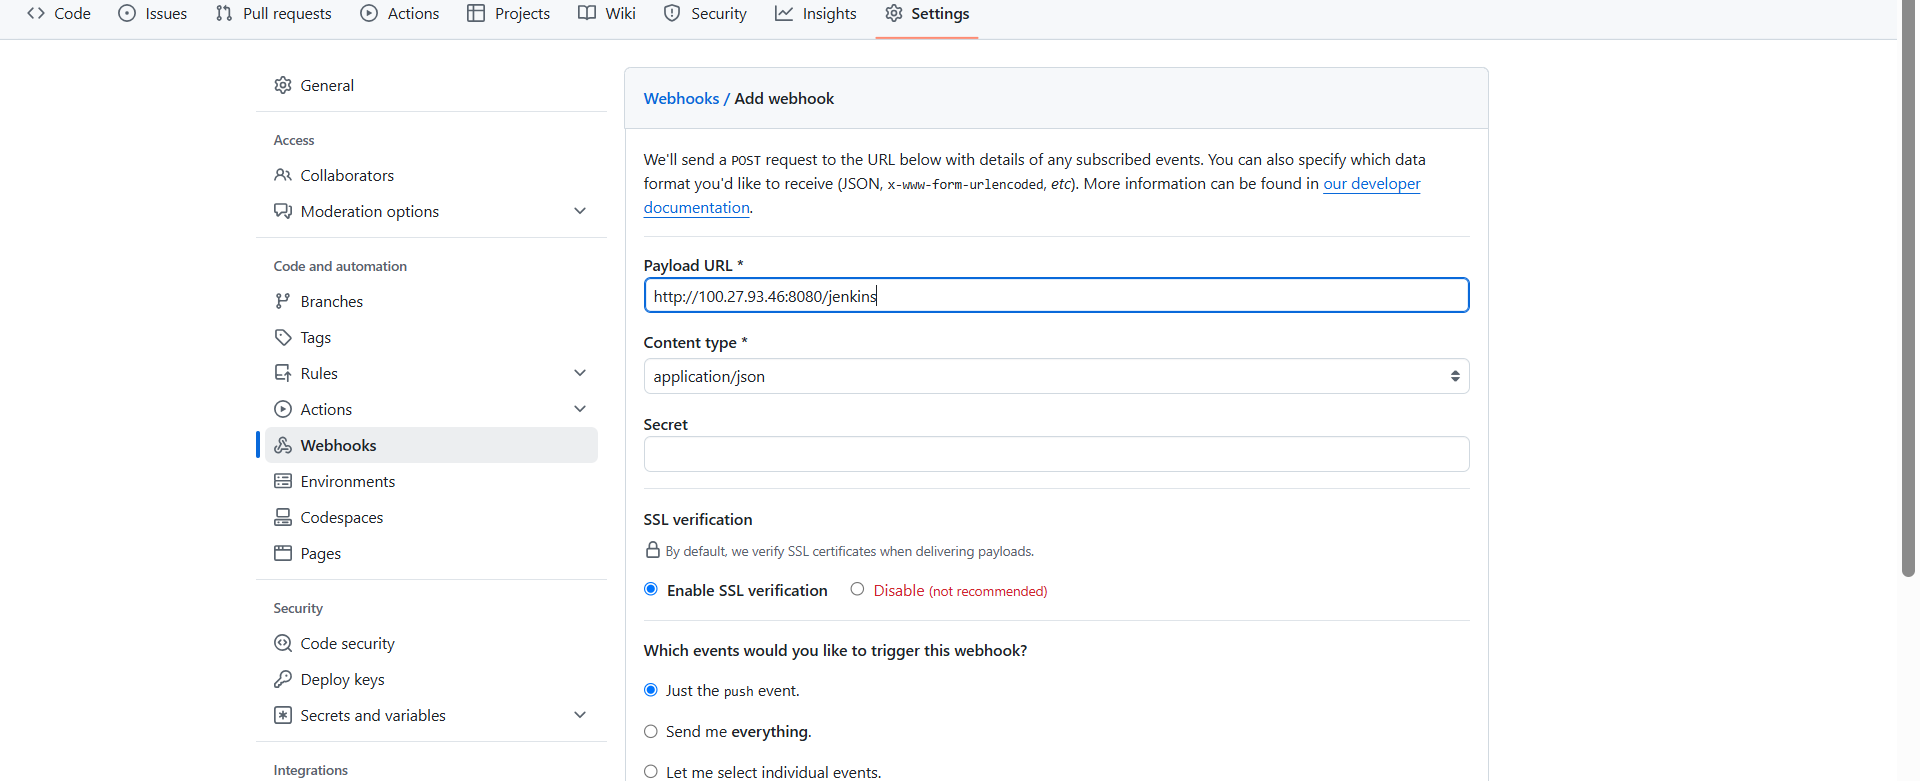 Code Issues Pull requests Actions Projects Wiki Security Insights Settings
General
Access
Collaborators
Moderation options
Code and automation
Branches
Tags
Rules
Actions
Webhooks
Environments
Codespaces
Pages
Security
Code security
Deploy keys
Secrets and variables
Integrations
Webhooks / Add webhook
We'll send a POST request to the URL below with details of any subscribed events. You can also specify which data
format you'd like to receive (JSON, x-www-form-urlencoded, etc). More information can be found in our developer
documentation.
Payload URL *
http://100.27.93.46:8080/jenkins
Content type *
application/json
Secret
SSL verification
By default, we verify SSL certificates when delivering payloads.
Enable SSL verification Disable (not recommended)
Which events would you like to trigger this webhook?
Just the push event.
Send me everything.
Let me select individual events.